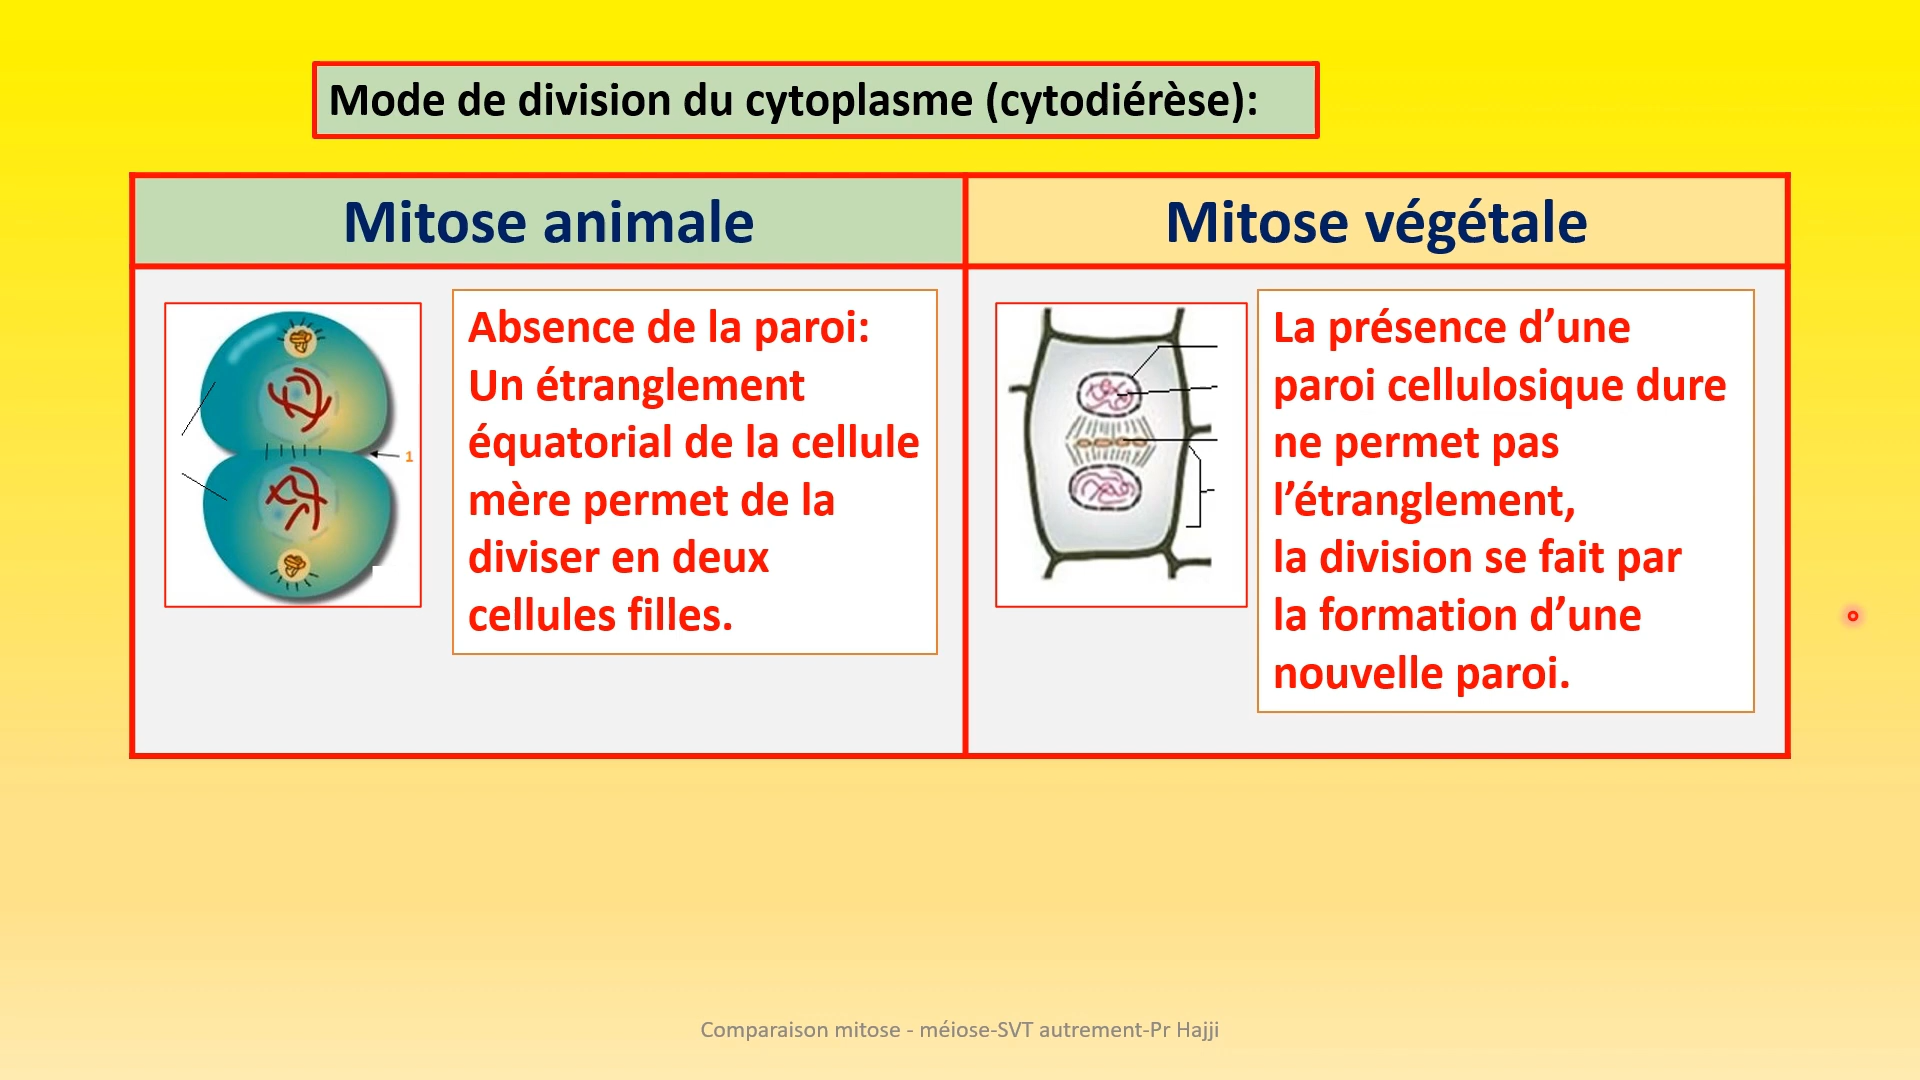 Mode de division du cytoplasme (cytodiérèse):
Mitose animale
Mitose végétale
1
Absence de la paroi:
Un étranglement
équatorial de la cellule
mère permet de la
diviser en deux
cellules filles.
La présence d’une
paroi cellulosique dure
ne permet pas
l’étranglement,
la division se fait par
la formation d’une
nouvelle paroi.
Comparaison mitose - méiose-SVT autrement-Pr Hajji